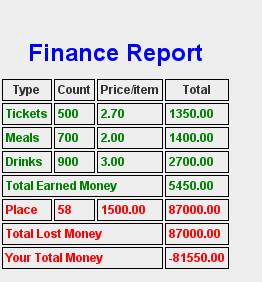 Finance Report
Type Count Price/item Total
Tickets 500 2.70 1350.00
Meals 700 2.00 1400.00
Drinks 900 3.00 2700.00
Total Earned Money 5450.00
Place 58 1500.00 87000.00
Total Lost Money 87000.00
Your Total Money -81550.00